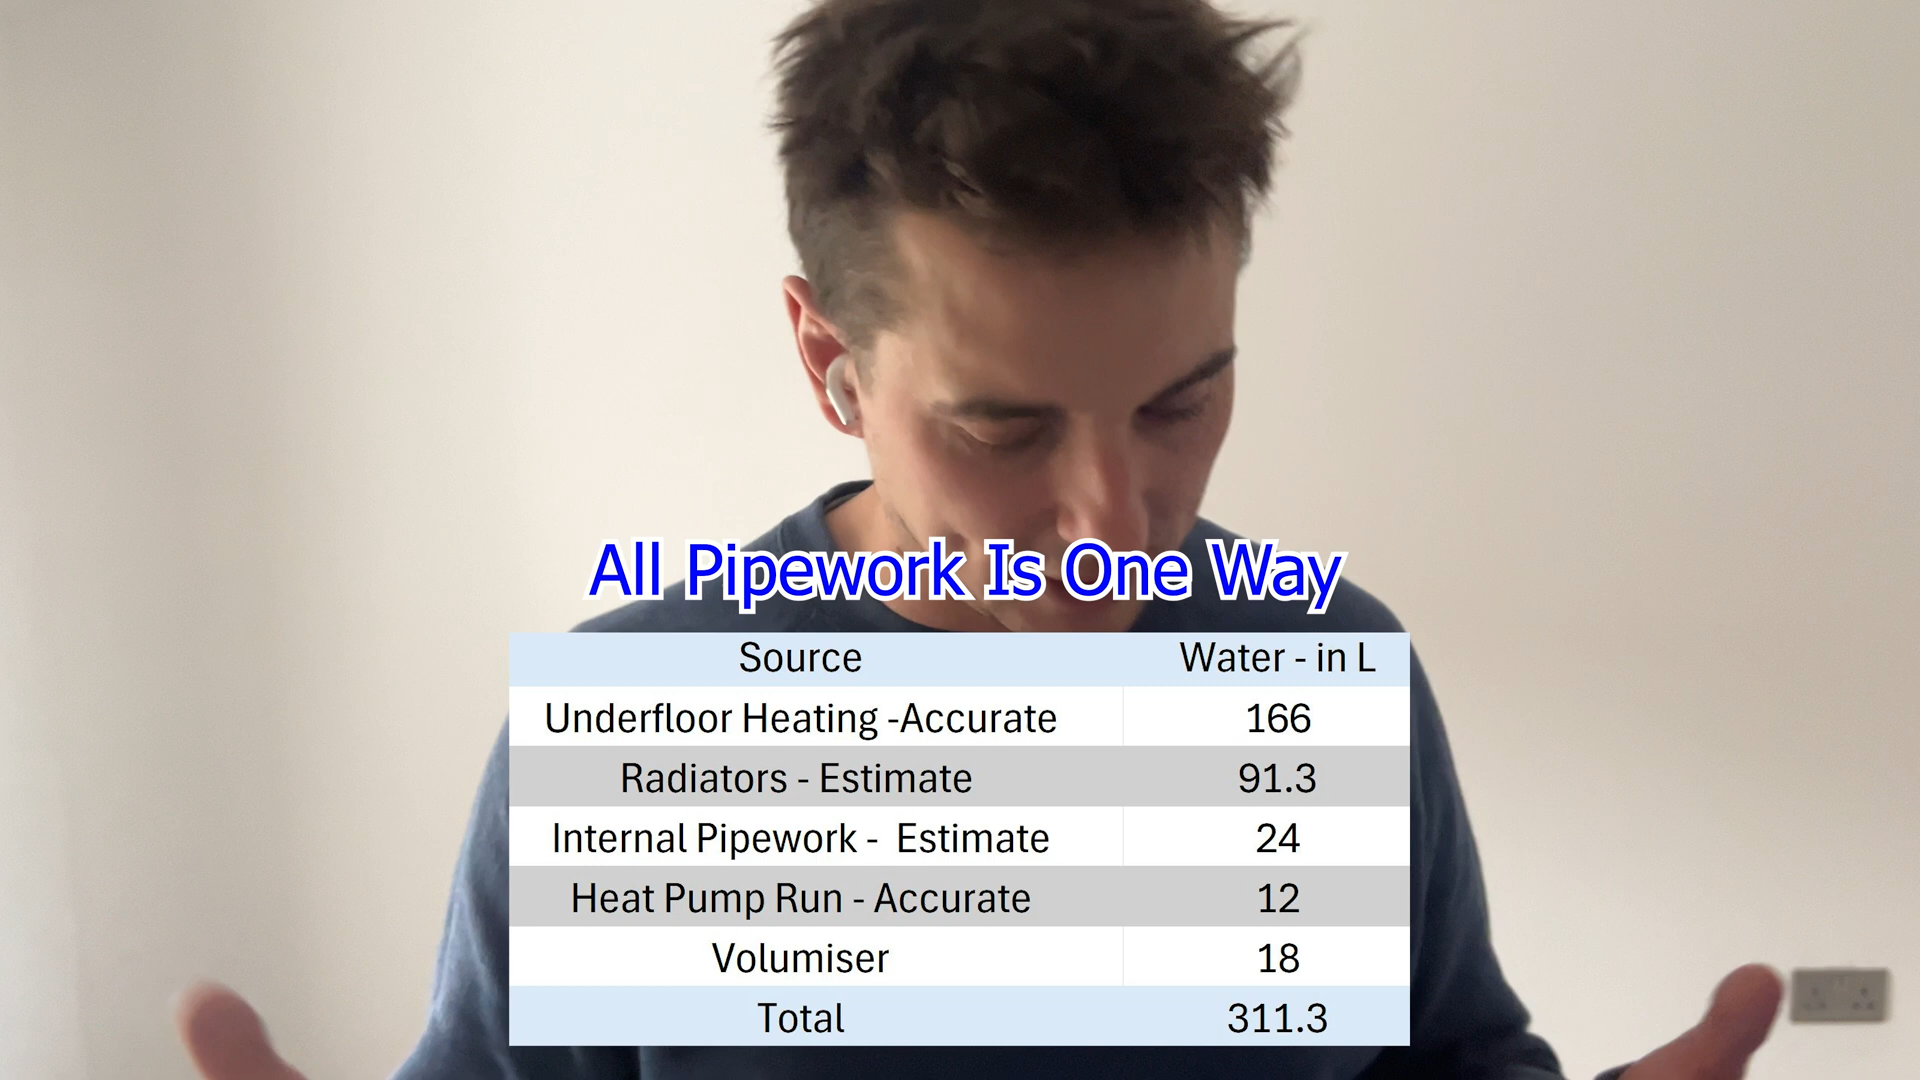 All Pipework Is One Way
Source Water - in L
Underfloor Heating -Accurate 166
Radiators - Estimate 91.3
Internal Pipework -  Estimate 24
Heat Pump Run - Accurate 12
Volumiser 18
Total 311.3